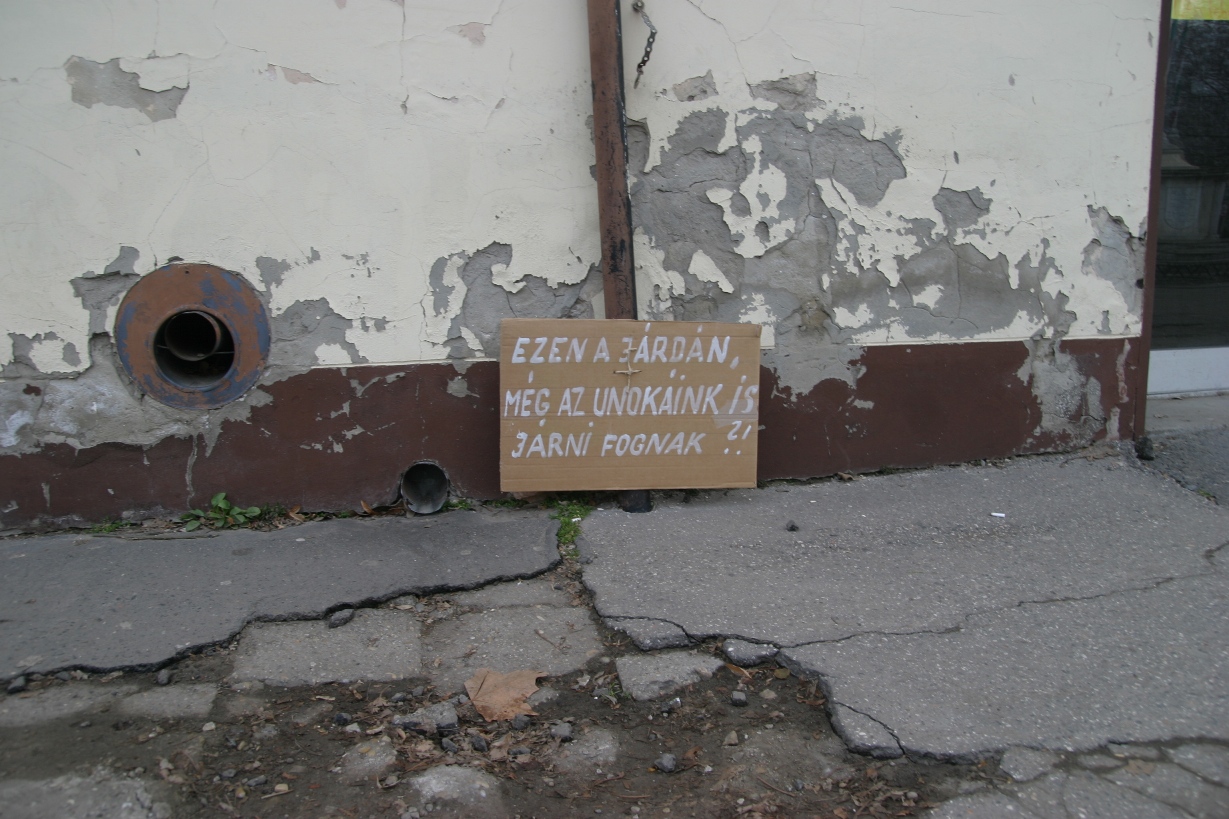 EZEN A JÁRDÁN,
MÉG AZ UNOKÁINK IS
JÁRNI FOGNAK ?!